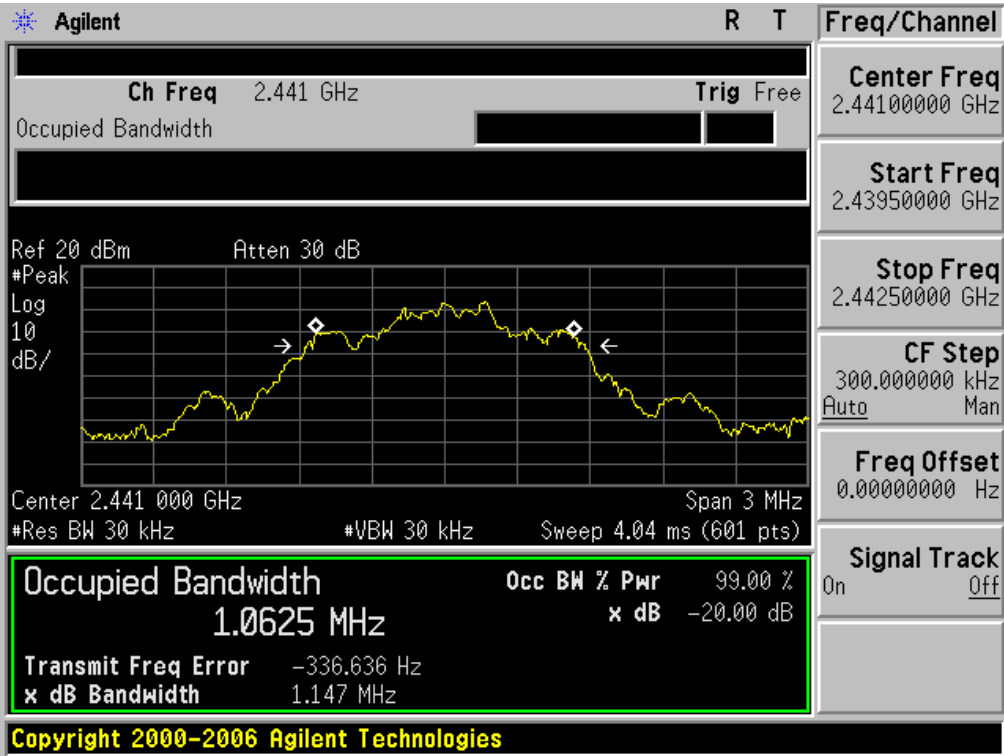 Agilent R T
Ch Freq 2.441 GHz Trig Free
Occupied Bandwidth
Ref 20 dBm Atten 30 dB
#Peak
Log
10
dB/
Center 2.441 000 GHz Span 3 MHz
#Res BW 30 kHz #VBW 30 kHz Sweep 4.04 ms (601 pts)
Occupied Bandwidth Occ BW % Pwr 99.00 %
1.0625 MHz x dB -20.00 dB
Transmit Freq Error -336.636 Hz
x dB Bandwidth 1.147 MHz
Copyright 2000-2006 Agilent Technologies
Freq/Channel
Center Freq
2.44100000 GHz
Start Freq
2.43950000 GHz
Stop Freq
2.44250000 GHz
CF Step
300.000000 kHz
Auto Man
Freq Offset
0.00000000 Hz
Signal Track
On Off